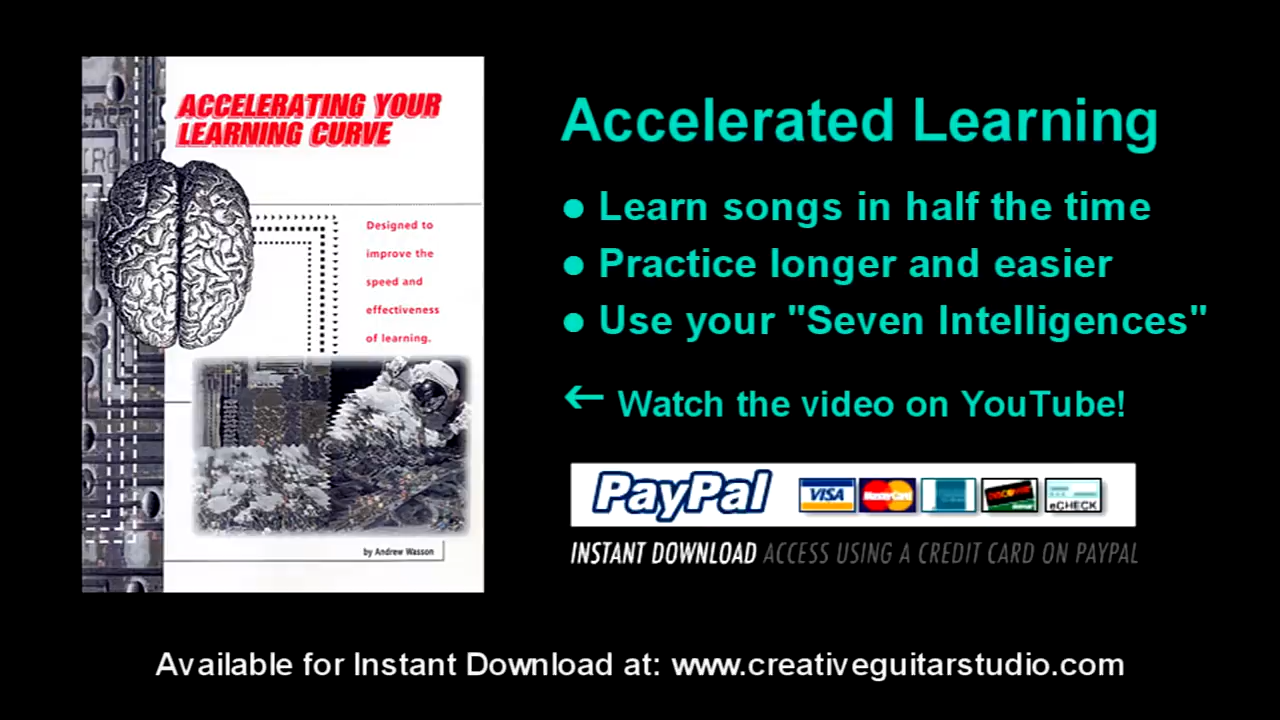 ACCELERATING YOUR
LEARNING CURVE
Designed to
improve the
speed and
effectiveness
of learning.
by Andrew Wasson
Accelerated Learning
● Learn songs in half the time
● Practice longer and easier
● Use your "Seven Intelligences"
← Watch the video on YouTube!
PayPal VISA MasterCard DISCOVER eCHECK
INSTANT DOWNLOAD ACCESS USING A CREDIT CARD ON PAYPAL
Available for Instant Download at: www.creativeguitarstudio.com